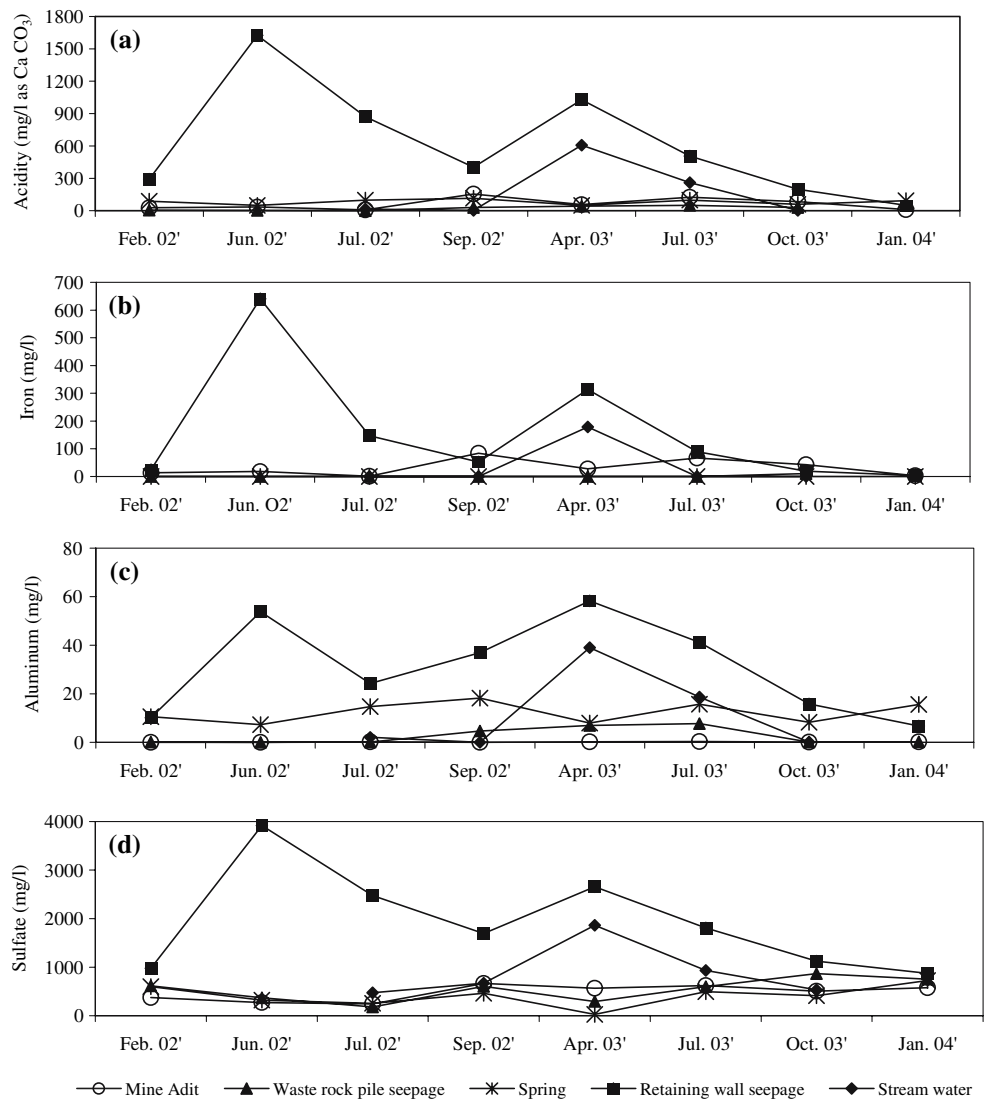 (a)
Acidity (mg/l as Ca CO3)
1800
1500
1200
900
600
300
0
Feb. 02' Jun. 02' Jul. 02' Sep. 02' Apr. 03' Jul. 03' Oct. 03' Jan. 04'
(b)
Iron (mg/l)
700
600
500
400
300
200
100
0
Feb. 02' Jun. O2' Jul. 02' Sep. 02' Apr. 03' Jul. 03' Oct. 03' Jan. 04'
(c)
Aluminum (mg/l)
80
60
40
20
0
Feb. 02' Jun. 02' Jul. 02' Sep. 02' Apr. 03' Jul. 03' Oct. 03' Jan. 04'
(d)
Sulfate (mg/l)
4000
3000
2000
1000
0
Feb. 02' Jun. 02' Jul. 02' Sep. 02' Apr. 03' Jul. 03' Oct. 03' Jan. 04'
Mine Adit Waste rock pile seepage Spring Retaining wall seepage Stream water